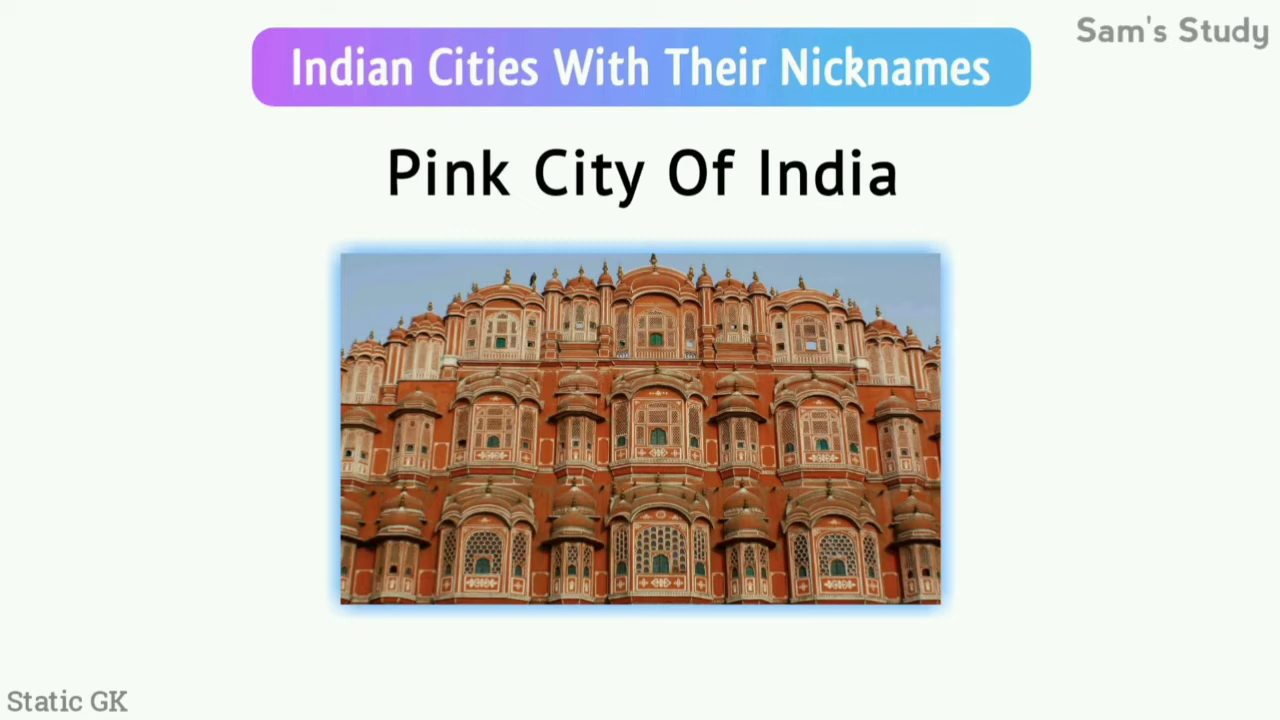 Sam's Study
Indian Cities With Their Nicknames
Pink City Of India
Static GK